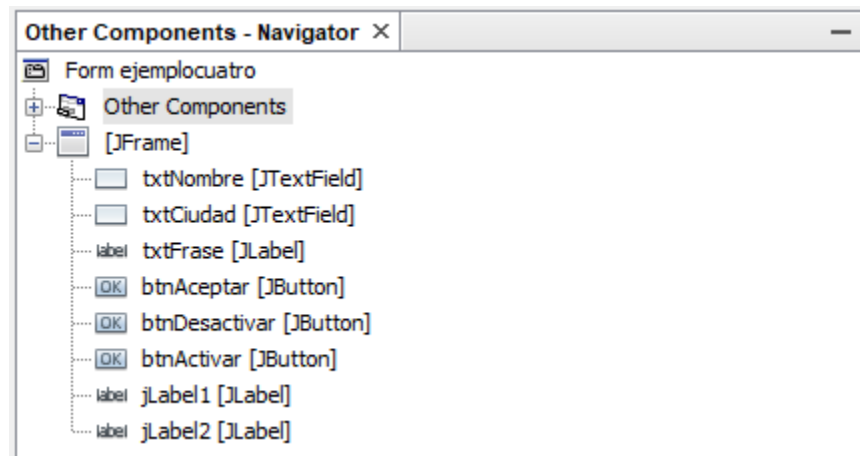 Other Components - Navigator ×
Form ejemplocuatro
Other Components
[JFrame]
txtNombre [JTextField]
txtCiudad [JTextField]
label txtFrase [JLabel]
OK btnAceptar [JButton]
OK btnDesactivar [JButton]
OK btnActivar [JButton]
label jLabel1 [JLabel]
label jLabel2 [JLabel]